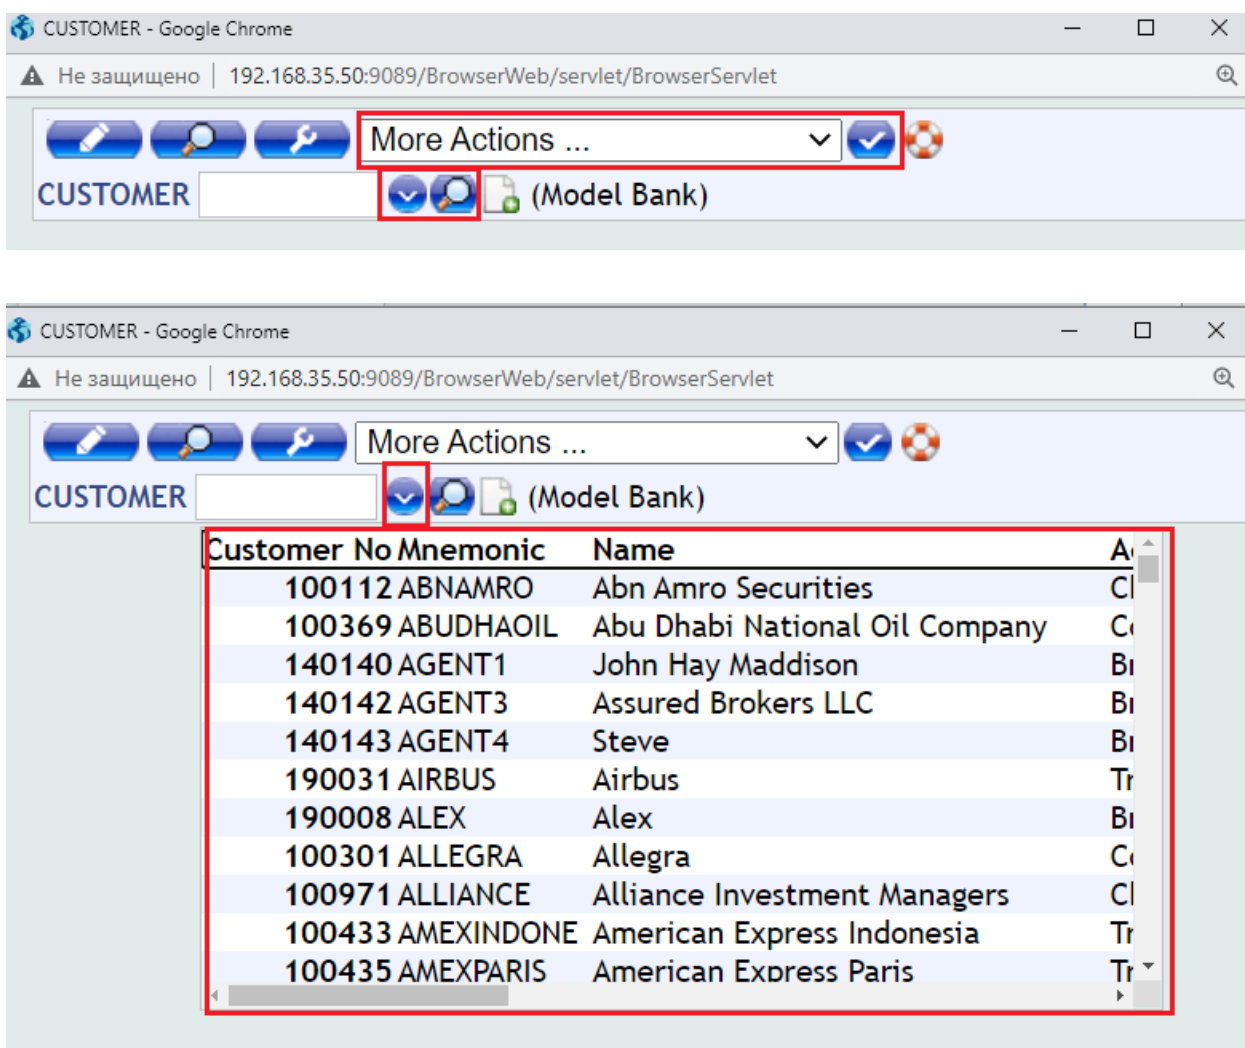 CUSTOMER - Google Chrome
Не защищено | 192.168.35.50:9089/BrowserWeb/servlet/BrowserServlet
More Actions ...
CUSTOMER (Model Bank)
CUSTOMER - Google Chrome
Не защищено | 192.168.35.50:9089/BrowserWeb/servlet/BrowserServlet
More Actions ...
CUSTOMER (Model Bank)
Customer No Mnemonic Name
100112 ABNAMRO Abn Amro Securities
100369 ABUDHAOIL Abu Dhabi National Oil Company
140140 AGENT1 John Hay Maddison
140142 AGENT3 Assured Brokers LLC
140143 AGENT4 Steve
190031 AIRBUS Airbus
190008 ALEX Alex
100301 ALLEGRA Allegra
100971 ALLIANCE Alliance Investment Managers
100433 AMEXINDONE American Express Indonesia
100435 AMEXPARIS American Express Paris